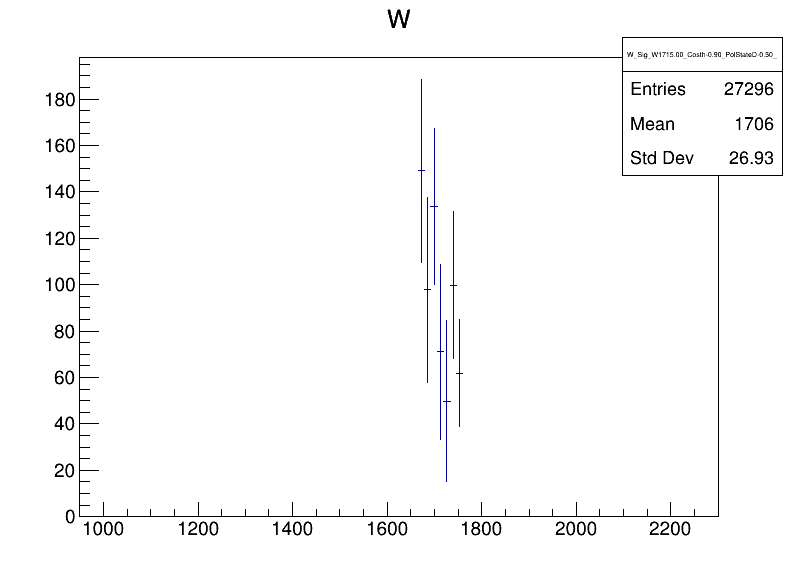 W
W_Sig_W1715.00_Costh-0.90_PolStateD-0.50_
Entries 27296
Mean 1706
Std Dev 26.93
180
160
140
120
100
80
60
40
20
0
1000 1200 1400 1600 1800 2000 2200